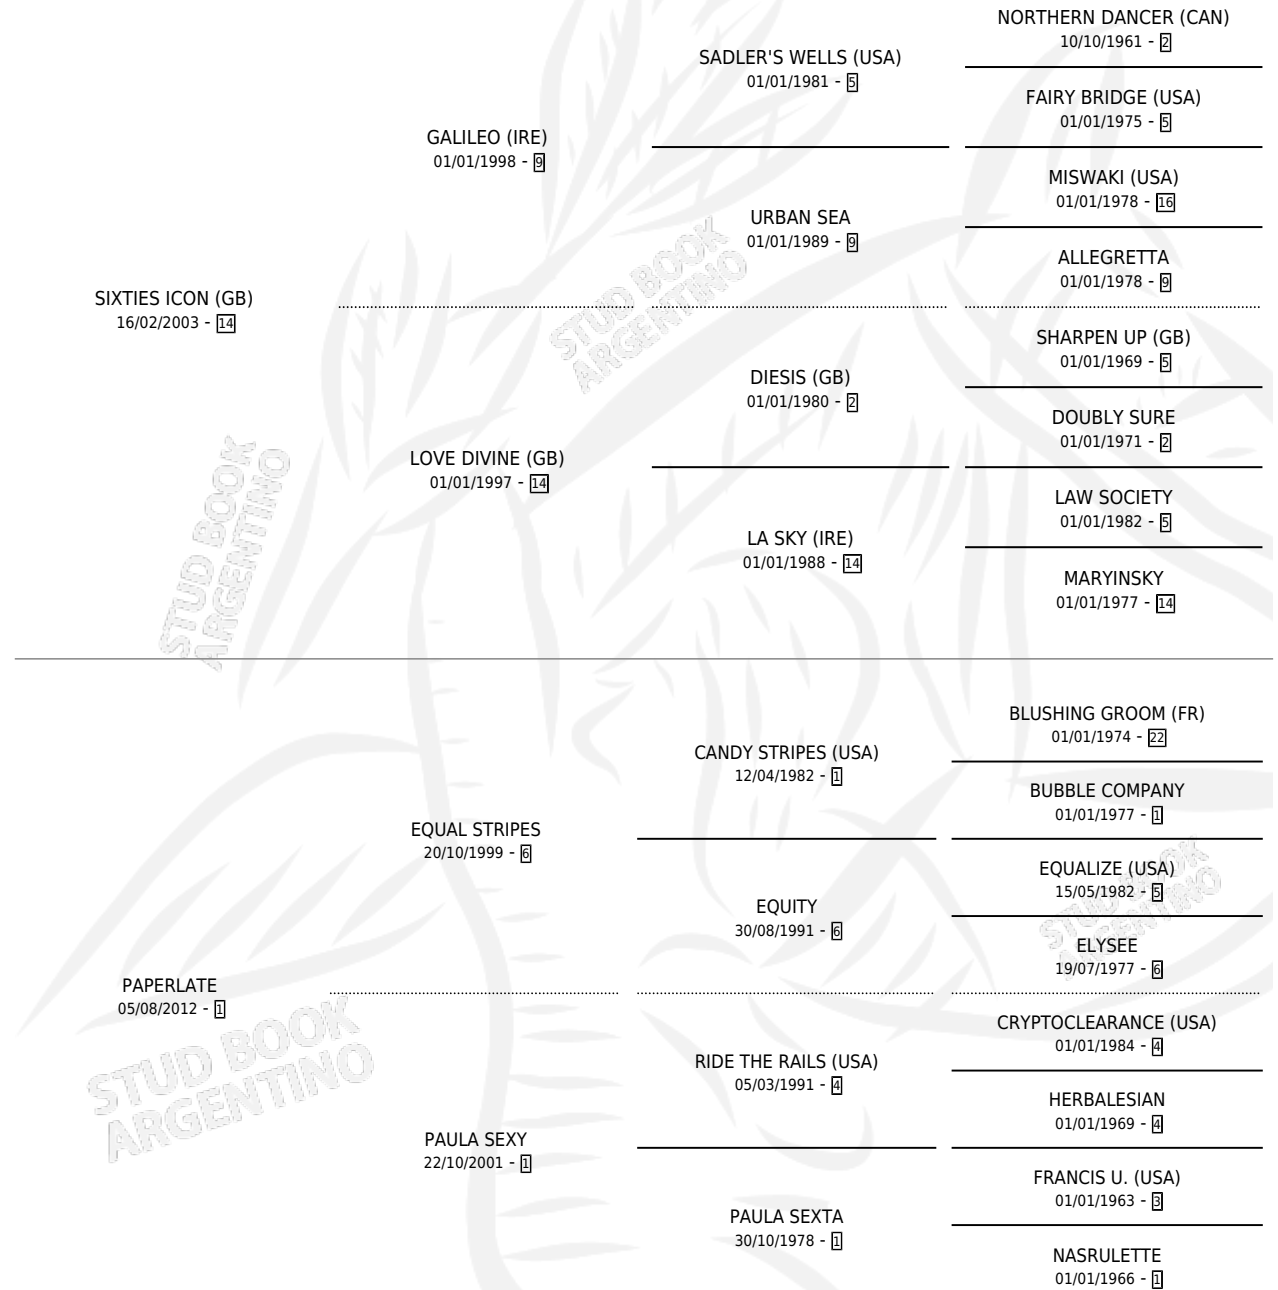 NORTHERN DANCER (CAN)
10/10/1961 - 2
SADLER'S WELLS (USA)
01/01/1981 - 5
FAIRY BRIDGE (USA)
01/01/1975 - 5
GALILEO (IRE)
01/01/1998 - 9
MISWAKI (USA)
01/01/1978 - 16
URBAN SEA
01/01/1989 - 9
ALLEGRETTA
01/01/1978 - 9
SIXTIES ICON (GB)
16/02/2003 - 14
STUD BOOK
ARGENTINO
SHARPEN UP (GB)
01/01/1969 - 5
DIESIS (GB)
01/01/1980 - 2
DOUBLY SURE
01/01/1971 - 2
LOVE DIVINE (GB)
01/01/1997 - 14
LAW SOCIETY
01/01/1982 - 5
LA SKY (IRE)
01/01/1988 - 14
MARYINSKY
01/01/1977 - 14
STUD BOOK
ARGENTINO
BLUSHING GROOM (FR)
01/01/1974 - 22
CANDY STRIPES (USA)
12/04/1982 - 1
BUBBLE COMPANY
01/01/1977 - 1
EQUAL STRIPES
20/10/1999 - 6
EQUALIZE (USA)
15/05/1982 - 5
EQUITY
30/08/1991 - 6
ELYSEE
19/07/1977 - 6
STUD BOOK
ARGENTINO
PAPERLATE
05/08/2012 - 1
CRYPTOCLEARANCE (USA)
01/01/1984 - 4
RIDE THE RAILS (USA)
05/03/1991 - 4
HERBALESIAN
01/01/1969 - 4
STUD BOOK
ARGENTINO
PAULA SEXY
22/10/2001 - 1
FRANCIS U. (USA)
01/01/1963 - 3
PAULA SEXTA
30/10/1978 - 1
NASRULETTE
01/01/1966 - 1